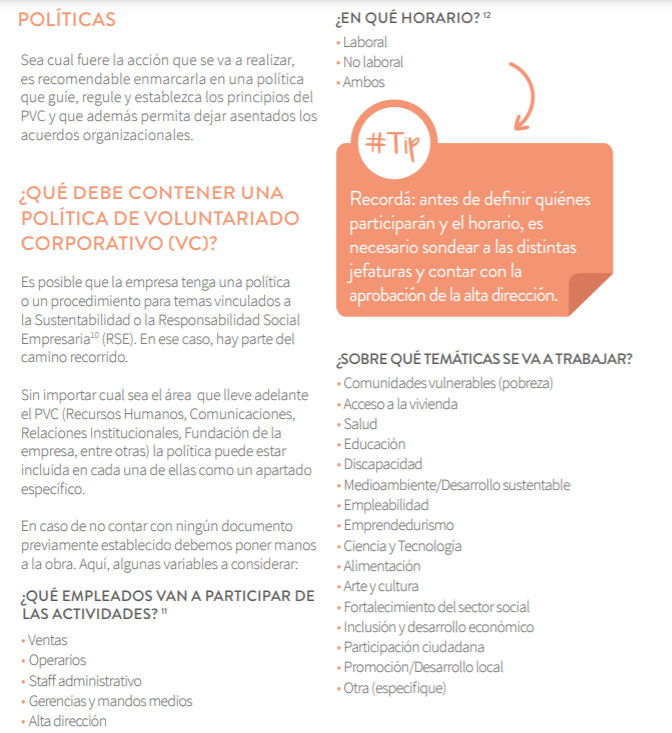 POLÍTICAS
Sea cual fuere la acción que se va a realizar,
es recomendable enmarcarla en una política
que guíe, regule y establezca los principios del
PVC y que además permita dejar asentados los
acuerdos organizacionales.
¿QUÉ DEBE CONTENER UNA
POLÍTICA DE VOLUNTARIADO
CORPORATIVO (VC)?
Es posible que la empresa tenga una política
o un procedimiento para temas vinculados a
la Sustentabilidad o la Responsabilidad Social
Empresaria¹⁰ (RSE). En ese caso, hay parte del
camino recorrido.
Sin importar cual sea el área que lleve adelante
el PVC (Recursos Humanos, Comunicaciones,
Relaciones Institucionales, Fundación de la
empresa, entre otras) la política puede estar
incluida en cada una de ellas como un apartado
específico.
En caso de no contar con ningún documento
previamente establecido debemos poner manos
a la obra. Aquí, algunas variables a considerar:
¿QUÉ EMPLEADOS VAN A PARTICIPAR DE
LAS ACTIVIDADES? ¹¹
• Ventas
• Operarios
• Staff administrativo
• Gerencias y mandos medios
• Alta dirección
¿EN QUÉ HORARIO? ¹²
• Laboral
• No laboral
• Ambos
#Tip
Recordá: antes de definir quiénes
participarán y el horario, es
necesario sondear a las distintas
jefaturas y contar con la
aprobación de la alta dirección.
¿SOBRE QUÉ TEMÁTICAS SE VA A TRABAJAR?
• Comunidades vulnerables (pobreza)
• Acceso a la vivienda
• Salud
• Educación
• Discapacidad
• Medioambiente/Desarrollo sustentable
• Empleabilidad
• Emprendedurismo
• Ciencia y Tecnología
• Alimentación
• Arte y cultura
• Fortalecimiento del sector social
• Inclusión y desarrollo económico
• Participación ciudadana
• Promoción/Desarrollo local
• Otra (especifique)